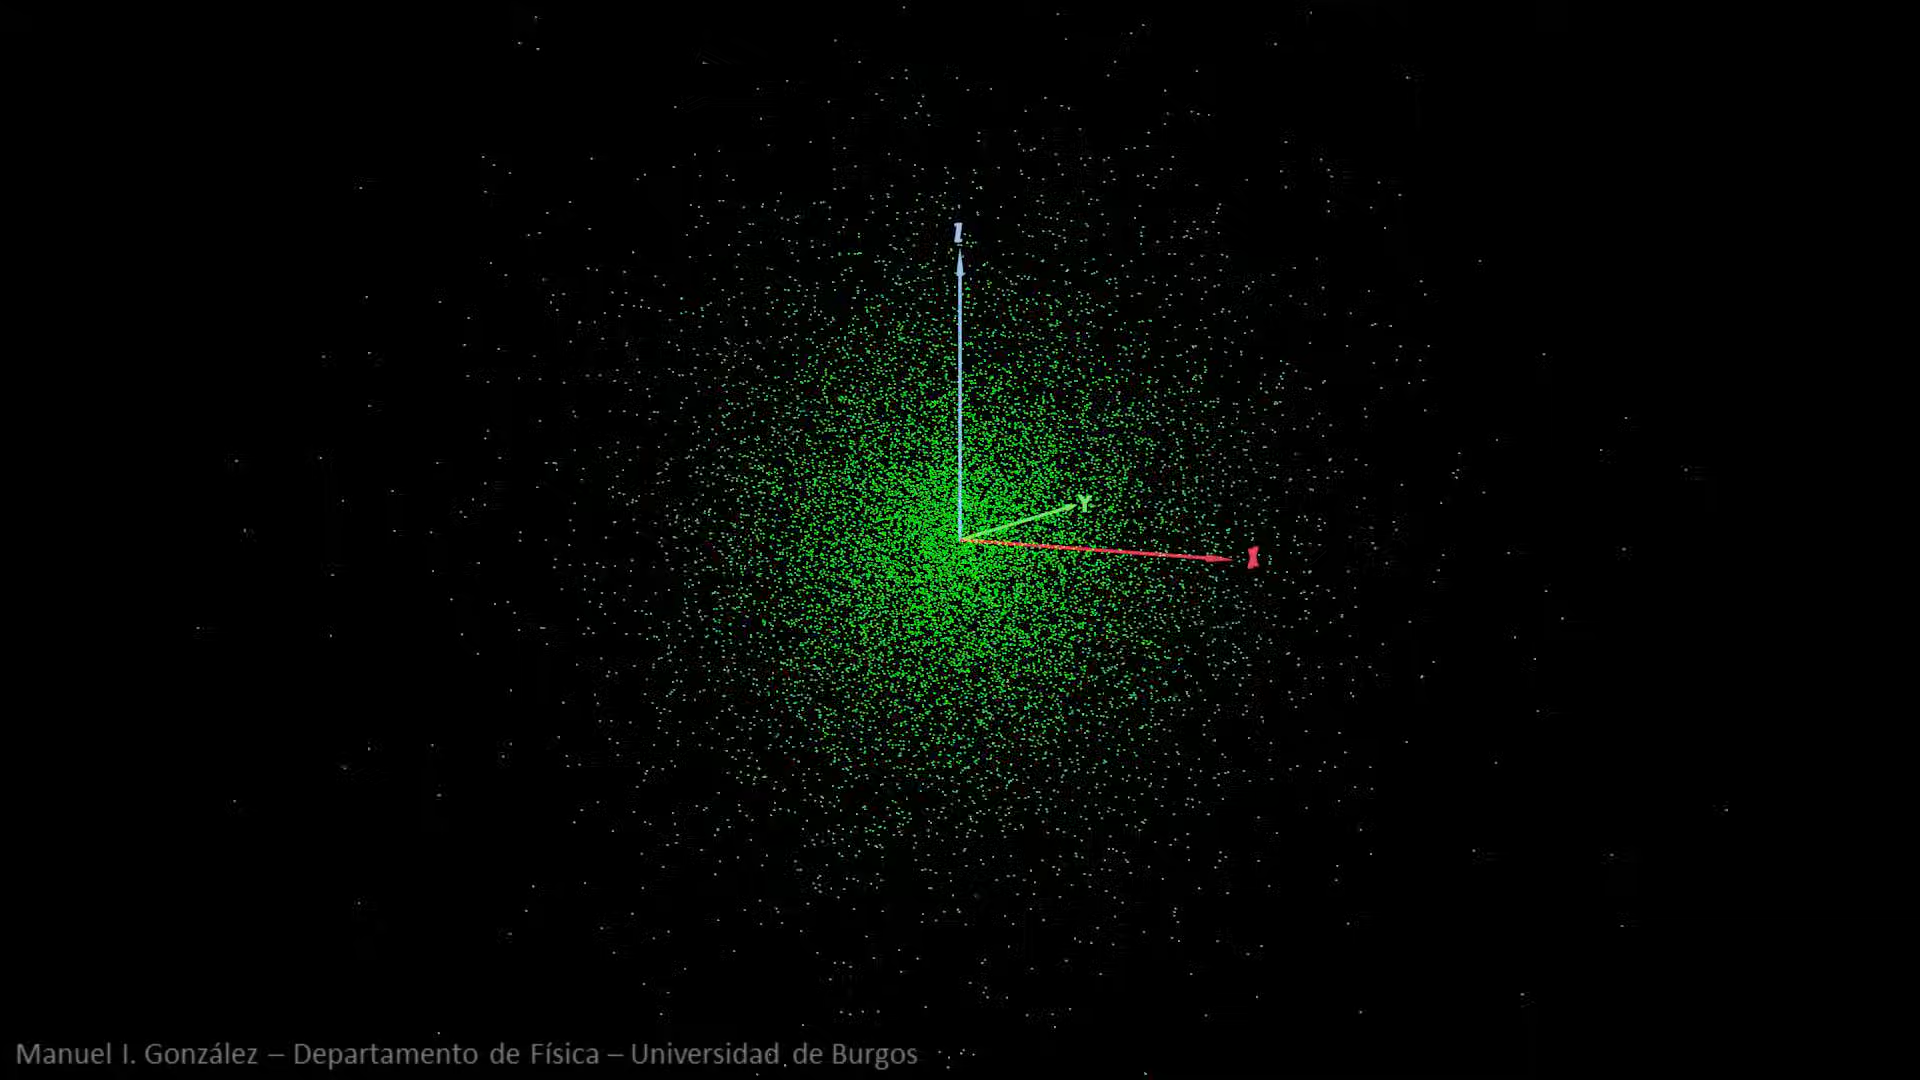 Z
Y
X
Manuel I. González – Departamento de Física – Universidad de Burgos